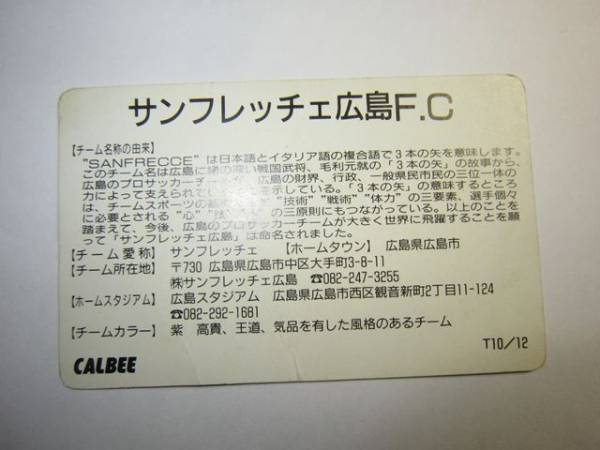 サンフレッチェ広島F.C
【チーム名称の由来】
"SANFRECCE"は日本語とイタリア語の複合語で3本の矢を意味します。
このチーム名は広島に 戦国武将、毛利元就の「3本の矢」の故事から、
広島のプロサッカーチーム 広島の財界、行政、一般県民市民の三位一体の
力によって支えられ 示している。「3本の矢」の意味するところ
は、チームスポーツの "技術" "戦術" "体力"の三要素、選手個々
に必要とされる"心" "技" の三原則にもつながっている。以上のことを
踏まえて、今後、広島のプロサッカーチームが大きく世界に飛躍することを願
って「サンフレッチェ広島」は命名されました。
【チーム愛称】 サンフレッチェ 【ホームタウン】 広島県広島市
【チーム所在地】 〒730 広島県広島市中区大手町3-8-11
㈱サンフレッチェ広島 ☎082-247-3255
【ホームスタジアム】 広島スタジアム 広島県広島市西区観音新町2丁目11-124
☎082-292-1681
【チームカラー】 紫 高貴、王道、気品を有した風格のあるチーム
CALBEE T10/12